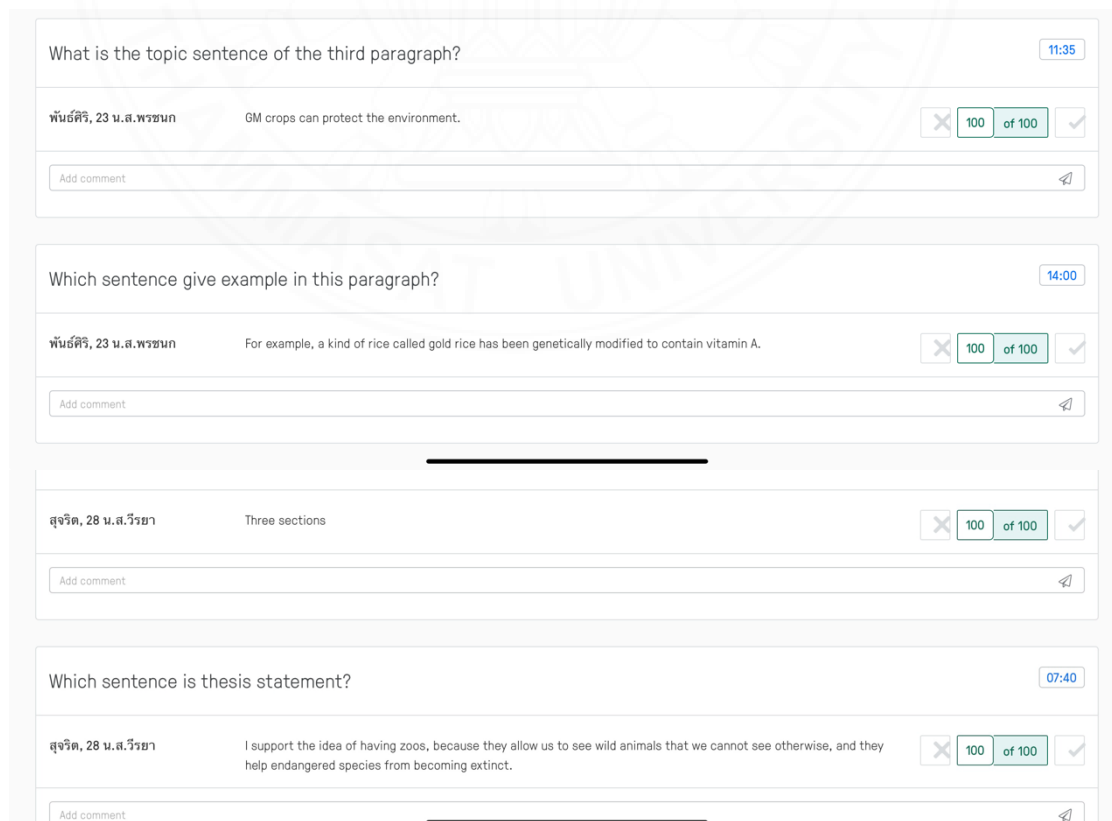 What is the topic sentence of the third paragraph?
11:35
พันธ์ศิริ, 23 น.ส.พรชนก
GM crops can protect the environment.
100 of 100
Add comment
Which sentence give example in this paragraph?
14:00
พันธ์ศิริ, 23 น.ส.พรชนก
For example, a kind of rice called gold rice has been genetically modified to contain vitamin A.
100 of 100
Add comment
สุจริต, 28 น.ส.วีรยา
Three sections
100 of 100
Add comment
Which sentence is thesis statement?
07:40
สุจริต, 28 น.ส.วีรยา
I support the idea of having zoos, because they allow us to see wild animals that we cannot see otherwise, and they
help endangered species from becoming extinct.
100 of 100
Add comment
THAMMASAT UNIVERSITY